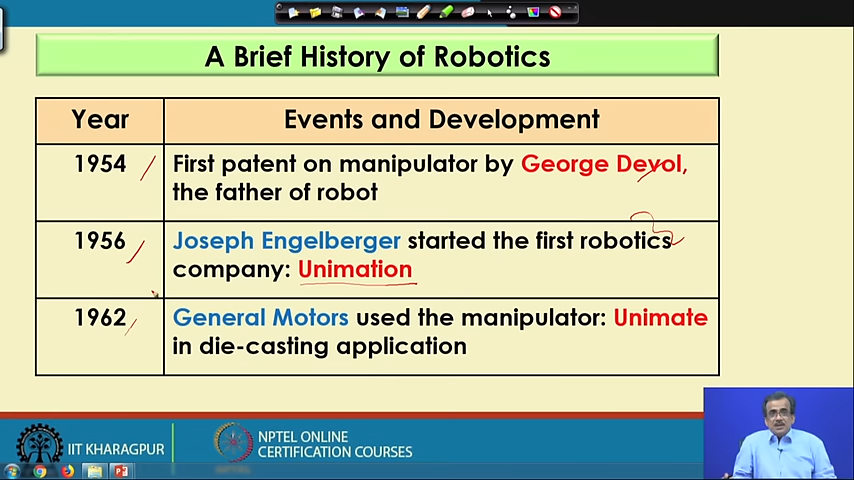 A Brief History of Robotics
Year
Events and Development
1954
First patent on manipulator by George Devol,
the father of robot
1956
Joseph Engelberger started the first robotics
company: Unimation
1962
General Motors used the manipulator: Unimate
in die-casting application
IIT KHARAGPUR
NPTEL ONLINE
CERTIFICATION COURSES